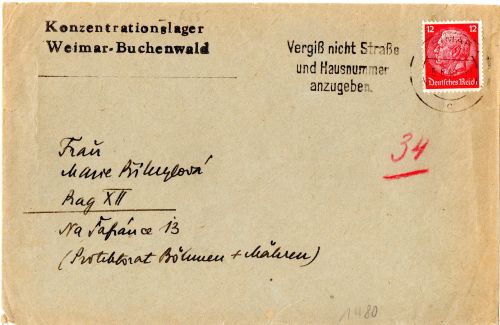 Konzentrationslager
Weimar-Buchenwald
Vergiß nicht Straße
und Hausnummer
anzugeben.
12 12
Deutsches Reich
34
Frau
Marie
Prag XII
Na Šafránce 13
(Protektorat Böhmen + Mähren)
1480